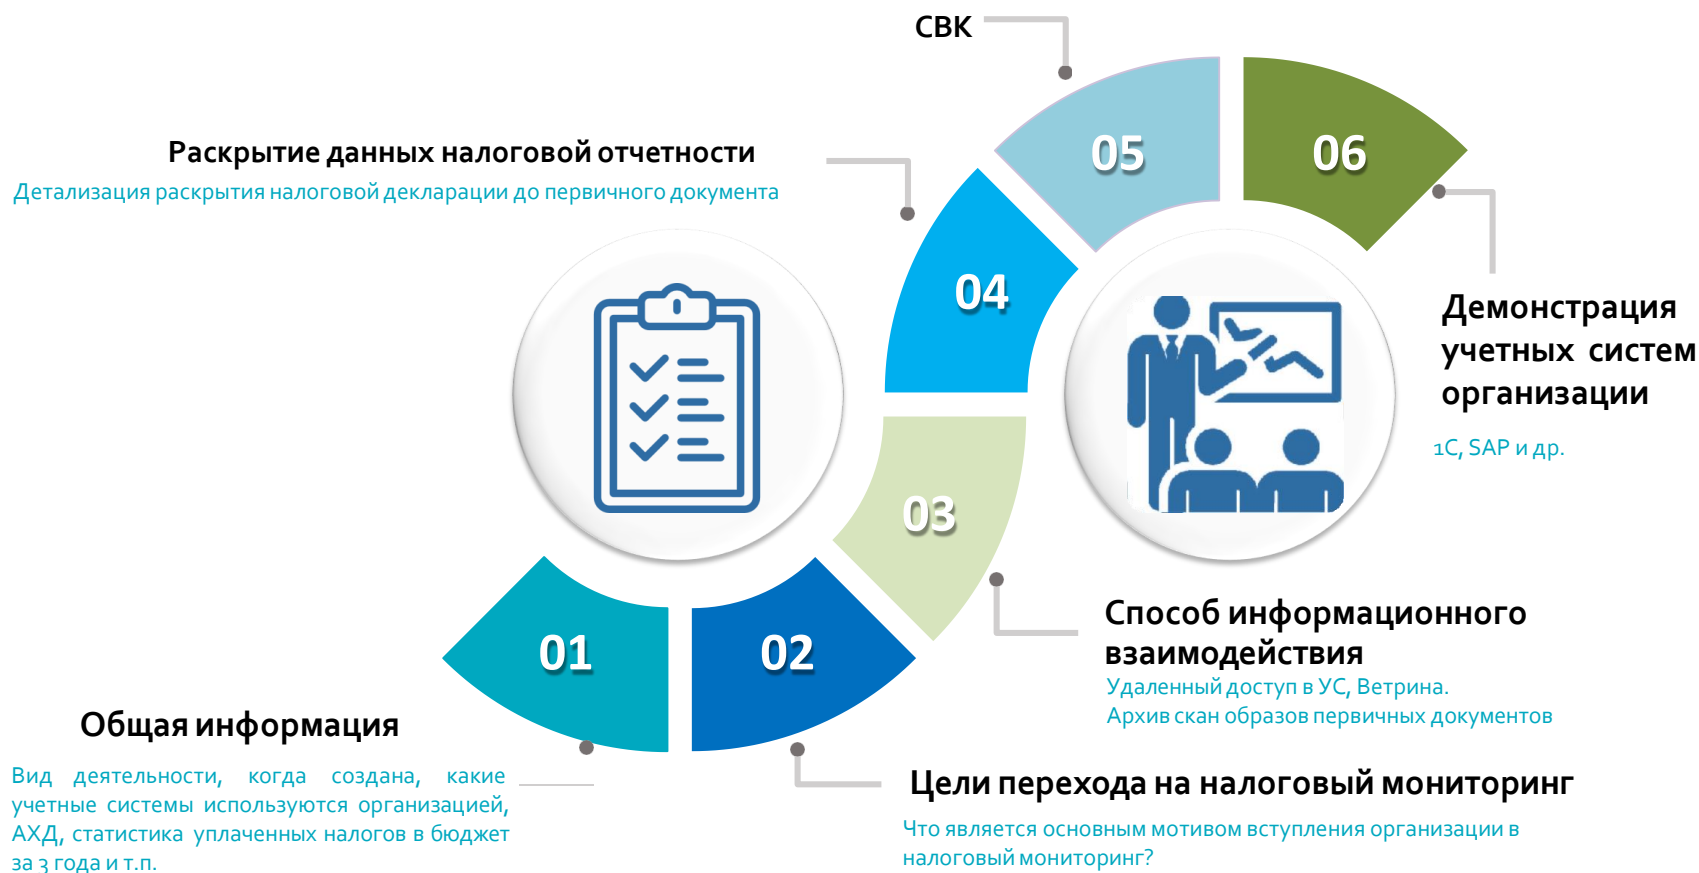 СВК
05
06
Раскрытие данных налоговой отчетности
Детализация раскрытия налоговой декларации до первичного документа
04
Демонстрация
учетных систем
организации
1С, SAP и др.
03
Способ информационного
взаимодействия
Удаленный доступ в УС, Ветрина.
Архив скан образов первичных документов
01
02
Общая информация
Вид деятельности, когда создана, какие
учетные системы используются организацией,
АХД, статистика уплаченных налогов в бюджет
за 3 года и т.п.
Цели перехода на налоговый мониторинг
Что является основным мотивом вступления организации в
налоговый мониторинг?